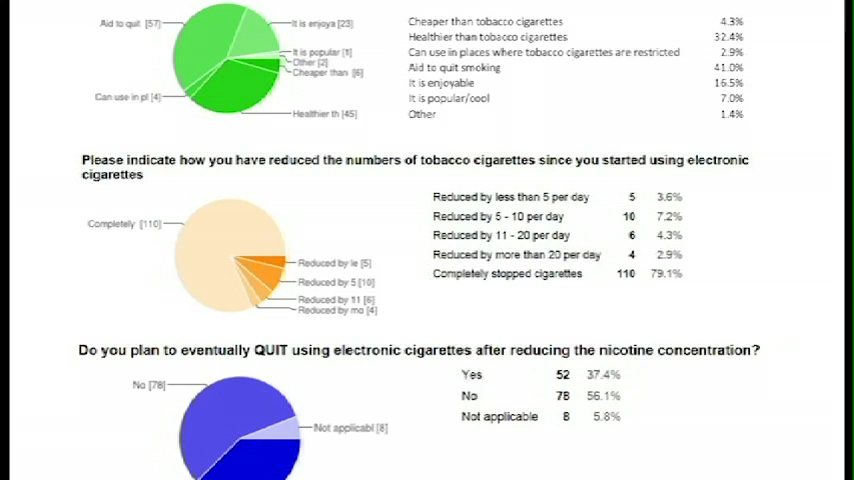 Aid to quit [57]
It is enjoya [23]
It is popular [1]
Other [2]
Cheaper than [6]
Can use in pl [4]
Healthier th [45]
Cheaper than tobacco cigarettes 4.3%
Healthier than tobacco cigarettes 32.4%
Can use in places where tobacco cigarettes are restricted 2.9%
Aid to quit smoking 41.0%
It is enjoyable 16.5%
It is popular/cool 7.0%
Other 1.4%
Please indicate how you have reduced the numbers of tobacco cigarettes since you started using electronic
cigarettes
Completely [110]
Reduced by le [5]
Reduced by 5 [10]
Reduced by 11 [6]
Reduced by mo [4]
Reduced by less than 5 per day 5 3.6%
Reduced by 5 - 10 per day 10 7.2%
Reduced by 11 - 20 per day 6 4.3%
Reduced by more than 20 per day 4 2.9%
Completely stopped cigarettes 110 79.1%
Do you plan to eventually QUIT using electronic cigarettes after reducing the nicotine concentration?
No [78]
Not applicabl [8]
Yes 52 37.4%
No 78 56.1%
Not applicable 8 5.8%